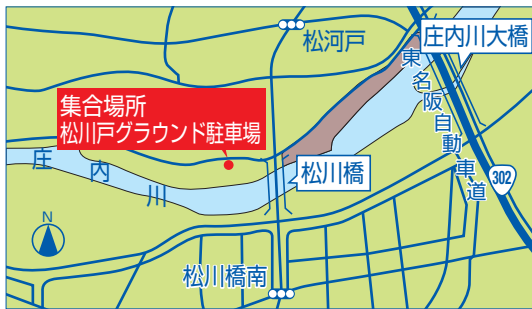 松河戸
庄内川大橋
東名阪自動車道
集合場所
松川戸グラウンド駐車場
庄内川
松川橋
302
N
松川橋南